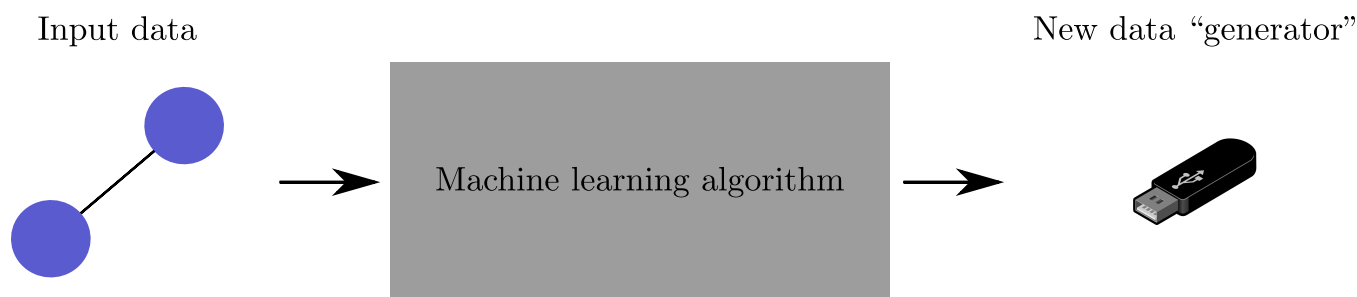 Input data
New data “generator”
Machine learning algorithm